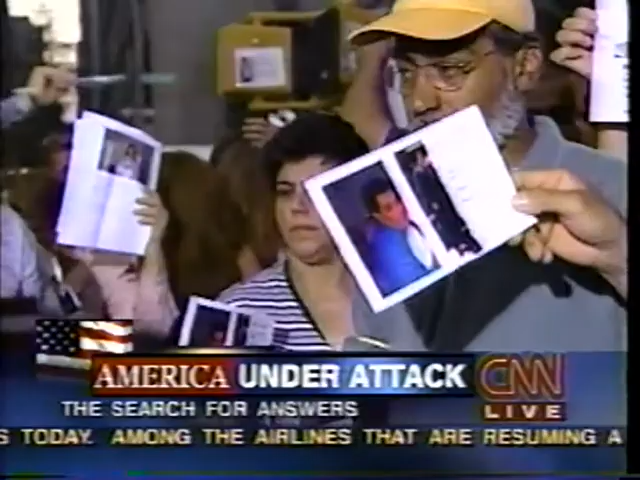 AMERICA UNDER ATTACK
CNN
LIVE
THE SEARCH FOR ANSWERS
S TODAY. AMONG THE AIRLINES THAT ARE RESUMING A